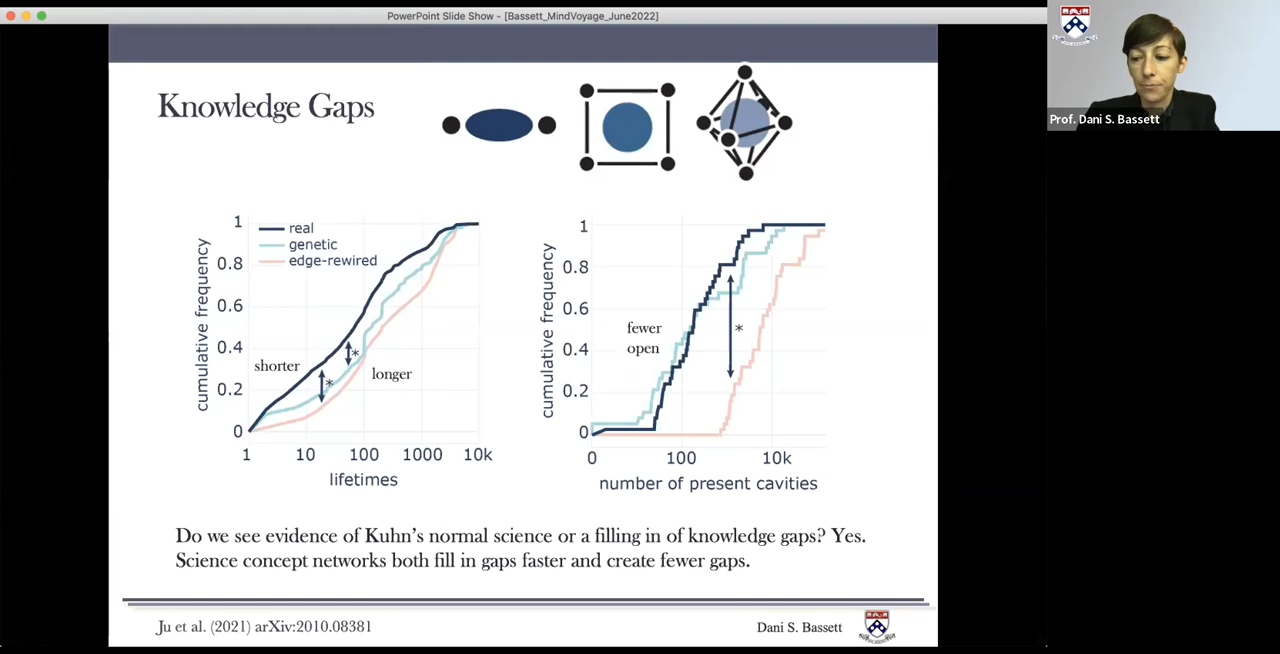 PowerPoint Slide Show - [Bassett_MindVoyage_June2022]
Prof. Dani S. Bassett
Knowledge Gaps
1
0.8
0.6
0.4
0.2
0
cumulative frequency
real
genetic
edge-rewired
shorter
*
*
longer
1
10
100
1000
10k
lifetimes
1
0.8
0.6
0.4
0.2
0
cumulative frequency
fewer
open
*
0
100
10k
number of present cavities
Do we see evidence of Kuhn's normal science or a filling in of knowledge gaps? Yes.
Science concept networks both fill in gaps faster and create fewer gaps.
Ju et al. (2021) arXiv:2010.08381
Dani S. Bassett